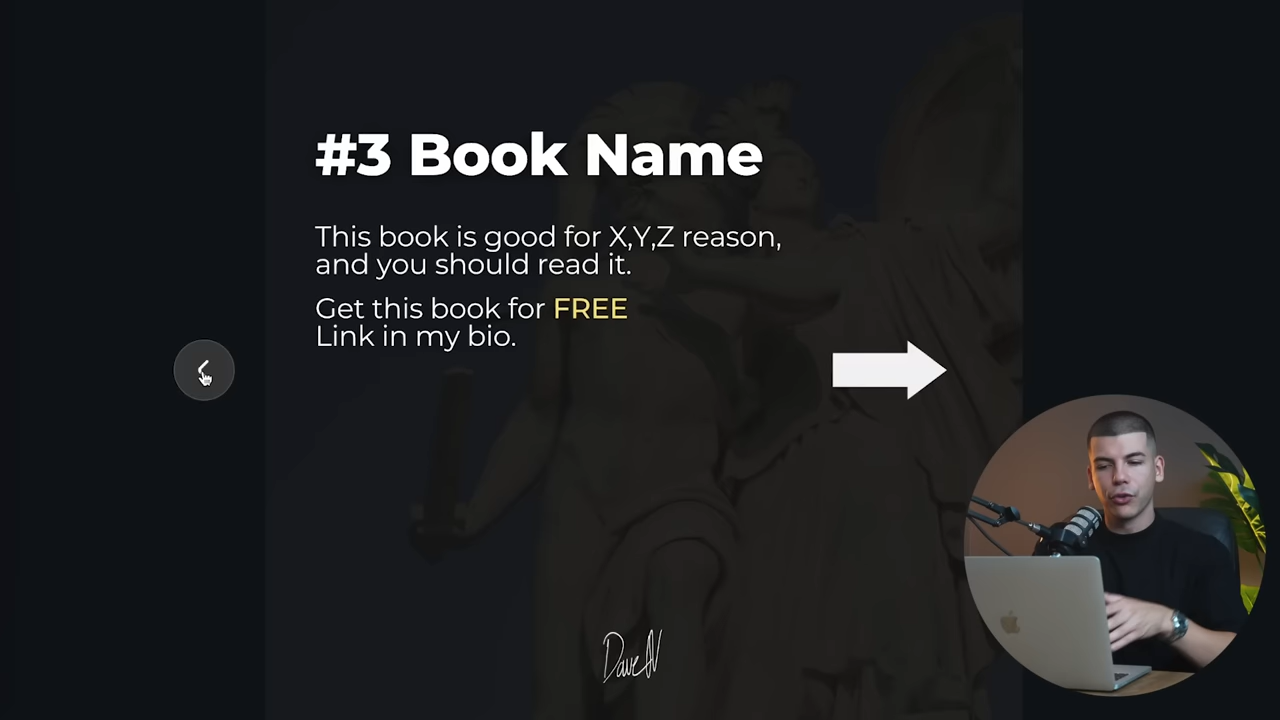 #3 Book Name
This book is good for X,Y,Z reason,
and you should read it.
Get this book for FREE
Link in my bio.
Dave N